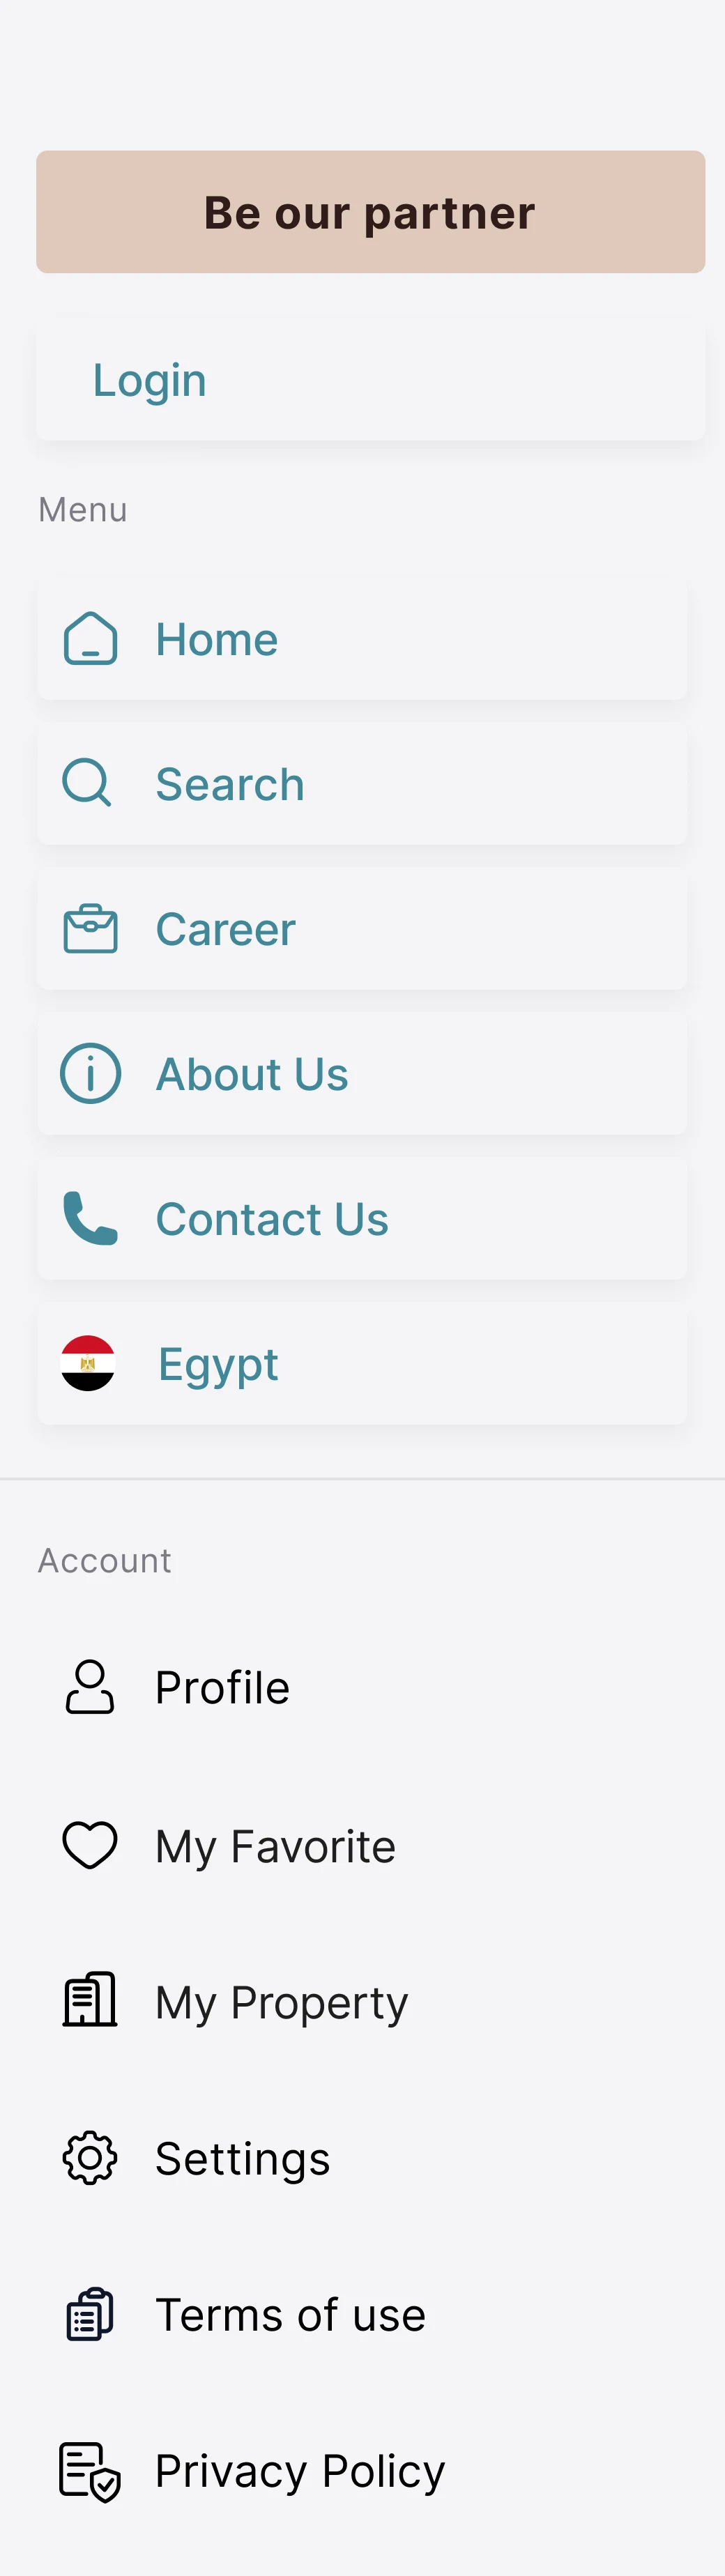 Be our partner
Login
Menu
Home
Search
Career
About Us
Contact Us
Egypt
Account
Profile
My Favorite
My Property
Settings
Terms of use
Privacy Policy